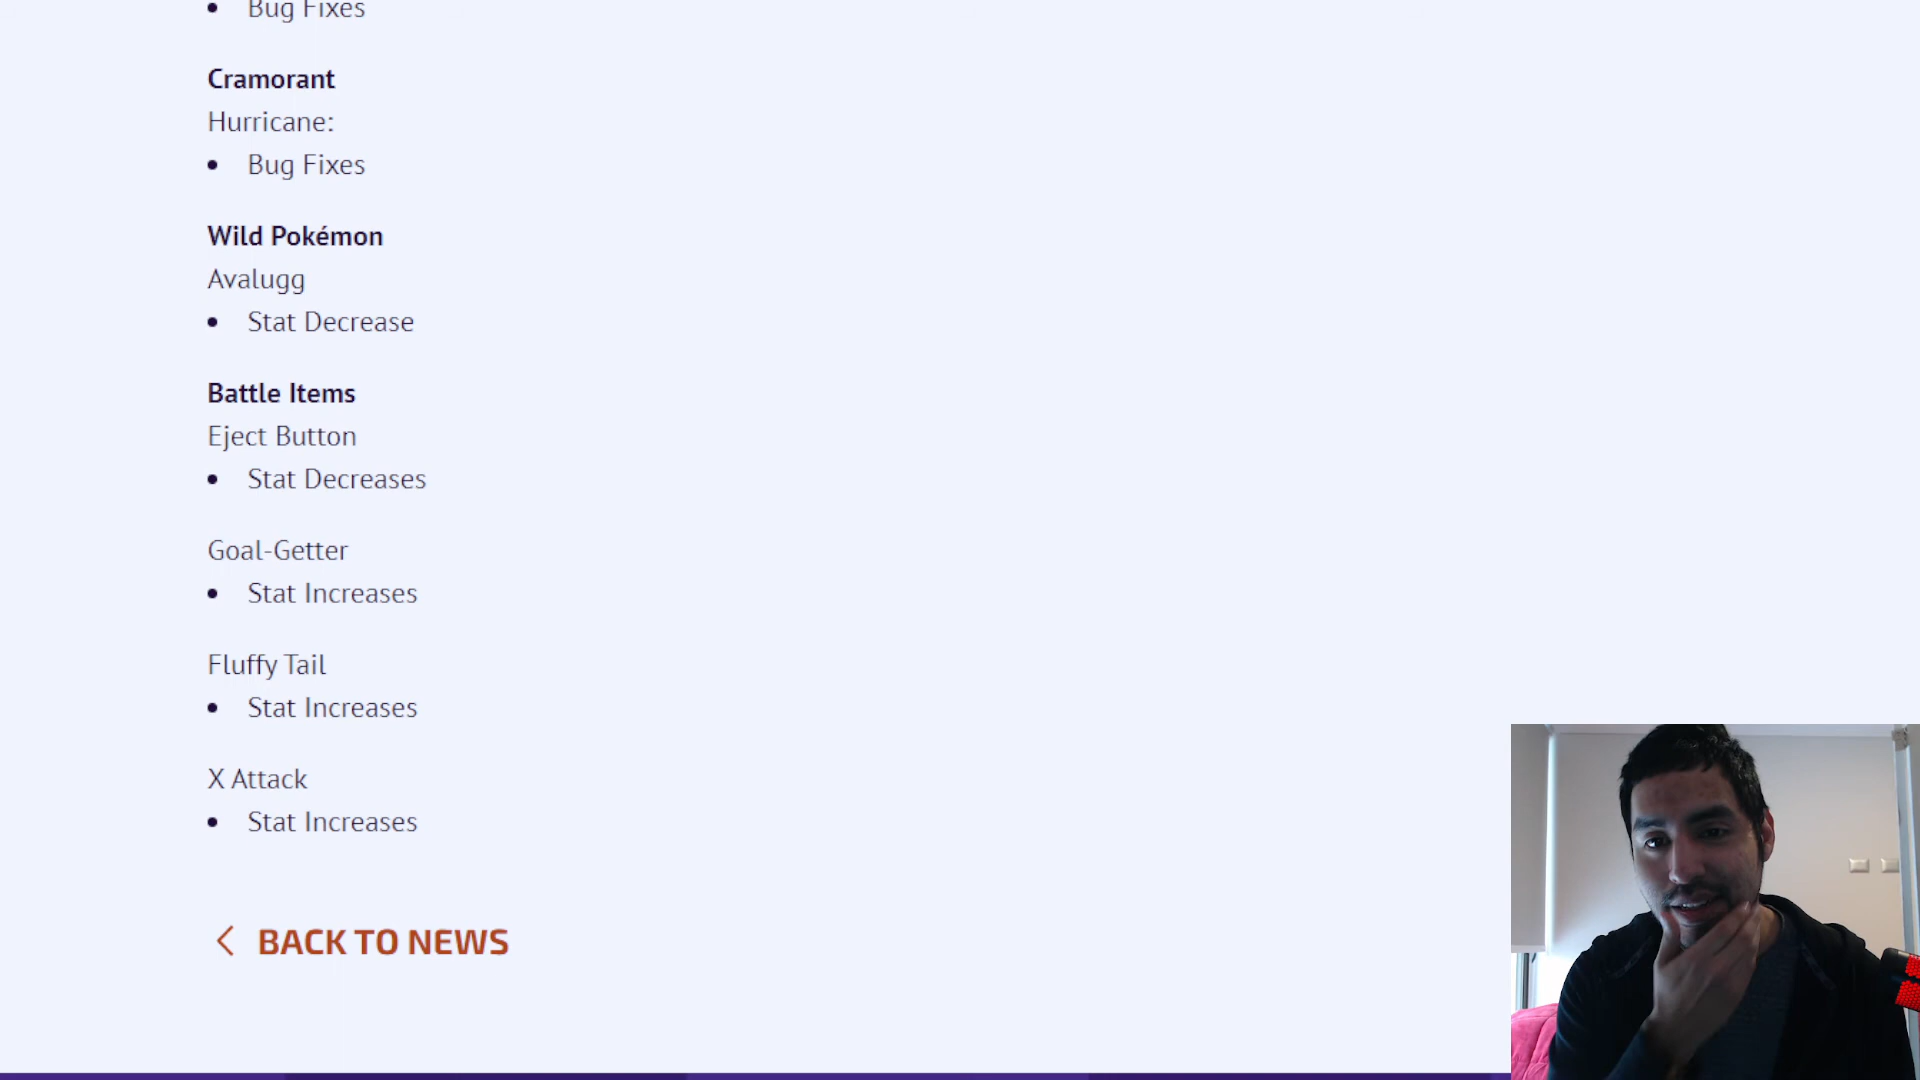 Bug Fixes
Cramorant
Hurricane:
Bug Fixes
Wild Pokémon
Avalugg
Stat Decrease
Battle Items
Eject Button
Stat Decreases
Goal-Getter
Stat Increases
Fluffy Tail
Stat Increases
X Attack
Stat Increases
BACK TO NEWS